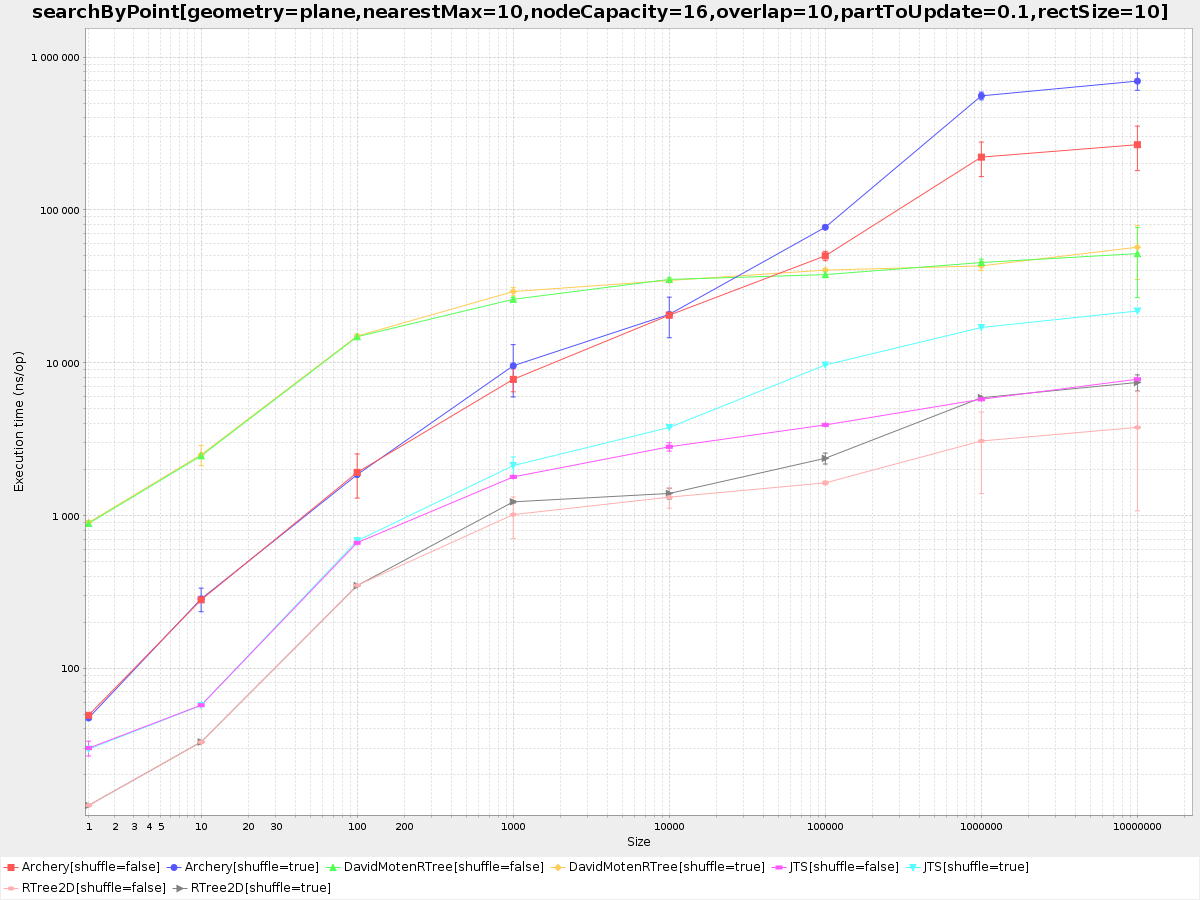 searchByPoint[geometry=plane,nearestMax=10,nodeCapacity=16,overlap=10,partToUpdate=0.1,rectSize=10]
1 000 000
100 000
10 000
1 000
100
Execution time (ns/op)
1 2 3 4 5 10 20 30 100 200 1000 10000 100000 1000000 10000000
Size
Archery[shuffle=false] Archery[shuffle=true] DavidMotenRTree[shuffle=false] DavidMotenRTree[shuffle=true] JTS[shuffle=false] JTS[shuffle=true]
RTree2D[shuffle=false] RTree2D[shuffle=true]